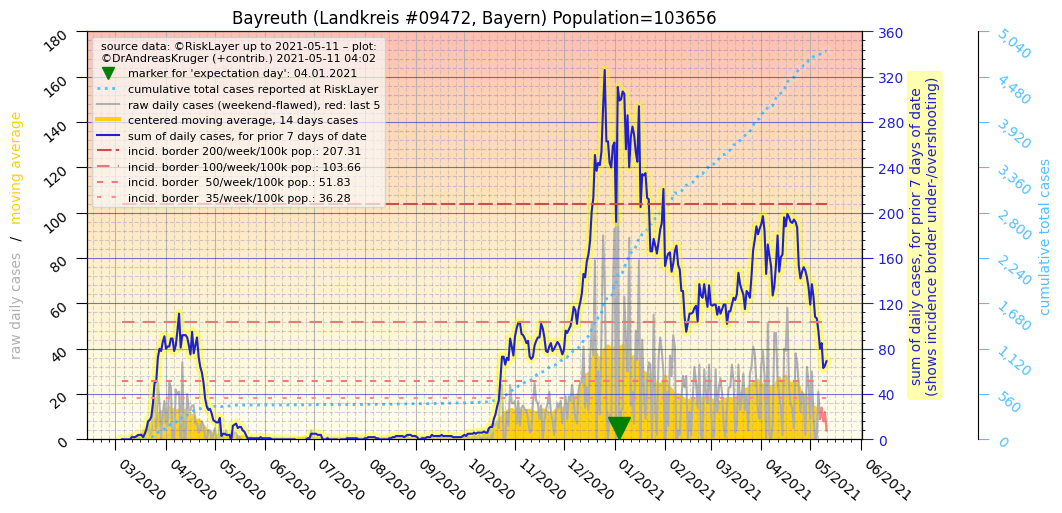 Bayreuth (Landkreis #09472, Bayern) Population=103656
source data: ©RiskLayer up to 2021-05-11 – plot:
©DrAndreasKruger (+contrib.) 2021-05-11 04:02
marker for 'expectation day': 04.01.2021
cumulative total cases reported at RiskLayer
raw daily cases (weekend-flawed), red: last 5
centered moving average, 14 days cases
sum of daily cases, for prior 7 days of date
incid. border 200/week/100k pop.: 207.31
incid. border 100/week/100k pop.: 103.66
incid. border  50/week/100k pop.: 51.83
incid. border  35/week/100k pop.: 36.28
raw daily cases  /  moving average
180
160
140
120
100
80
60
40
20
0
03/2020
04/2020
05/2020
06/2020
07/2020
08/2020
09/2020
10/2020
11/2020
12/2020
01/2021
02/2021
03/2021
04/2021
05/2021
06/2021
360
320
280
240
200
160
120
80
40
0
sum of daily cases, for prior 7 days of date
(shows incidence border under-/overshooting)
5,040
4,480
3,920
3,360
2,800
2,240
1,680
1,120
560
0
cumulative total cases